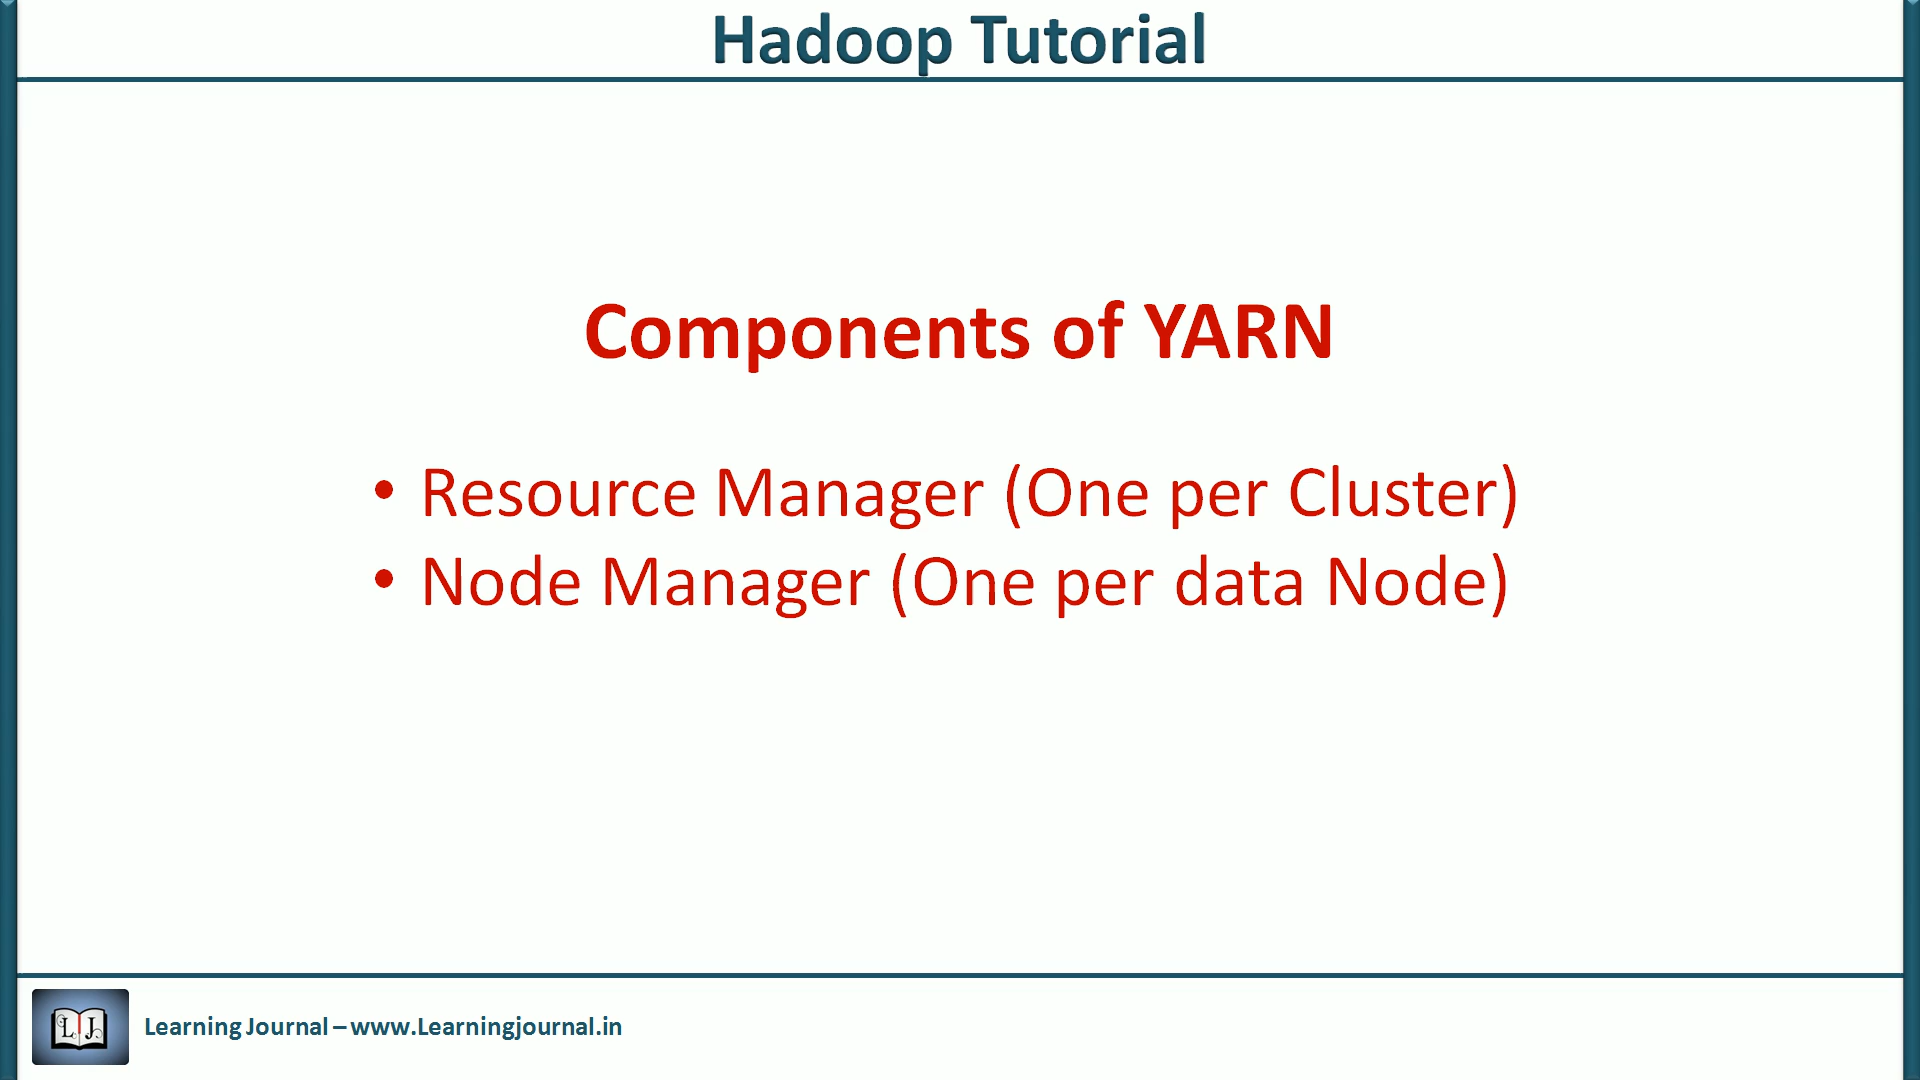 Hadoop Tutorial
Components of YARN
• Resource Manager (One per Cluster)
• Node Manager (One per data Node)
L J
Learning Journal – www.Learningjournal.in